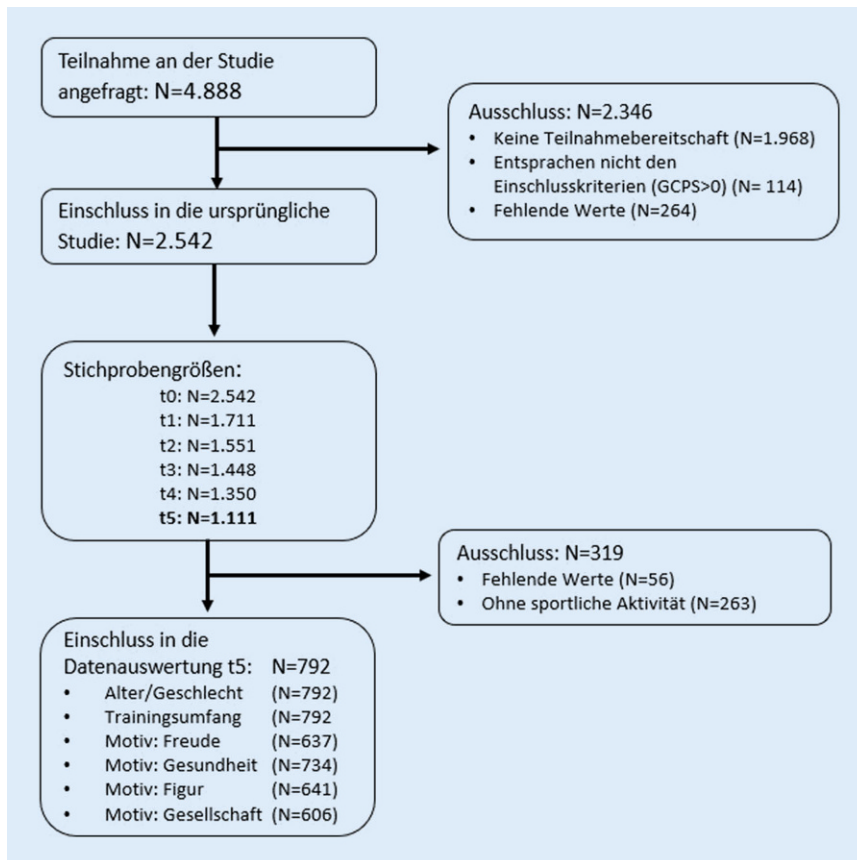 Teilnahme an der Studie
angefragt: N=4.888
Ausschluss: N=2.346
• Keine Teilnahmebereitschaft (N=1.968)
• Entsprachen nicht den
Einschlusskriterien (GCPS>0) (N= 114)
• Fehlende Werte (N=264)
Einschluss in die ursprüngliche
Studie: N=2.542
Stichprobengrößen:
t0: N=2.542
t1: N=1.711
t2: N=1.551
t3: N=1.448
t4: N=1.350
t5: N=1.111
Ausschluss: N=319
• Fehlende Werte (N=56)
• Ohne sportliche Aktivität (N=263)
Einschluss in die
Datenauswertung t5: N=792
• Alter/Geschlecht (N=792)
• Trainingsumfang (N=792
• Motiv: Freude (N=637)
• Motiv: Gesundheit (N=734)
• Motiv: Figur (N=641)
• Motiv: Gesellschaft (N=606)